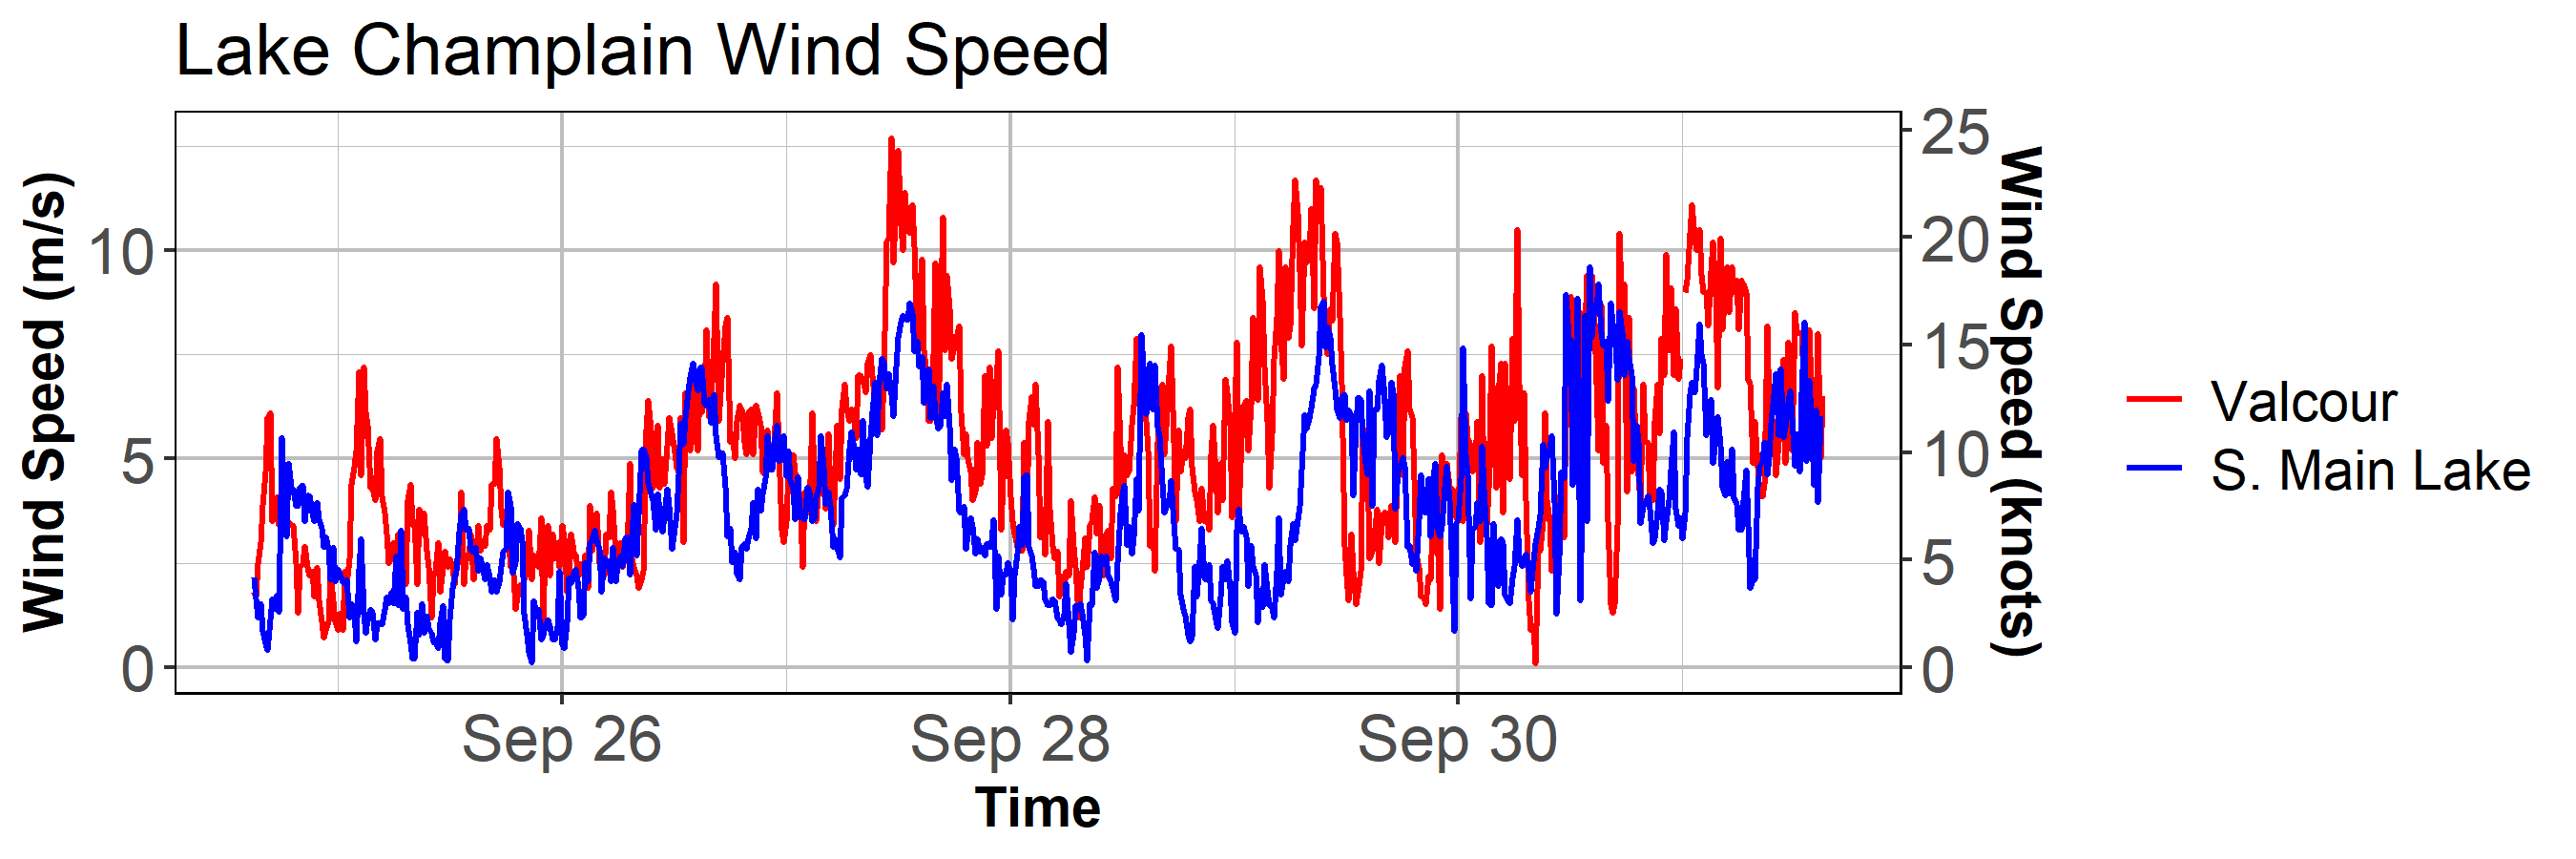 Lake Champlain Wind Speed
Wind Speed (m/s)
10
5
0
25
20
15
10
5
0
Wind Speed (knots)
Sep 26
Sep 28
Sep 30
Time
Valcour
S. Main Lake